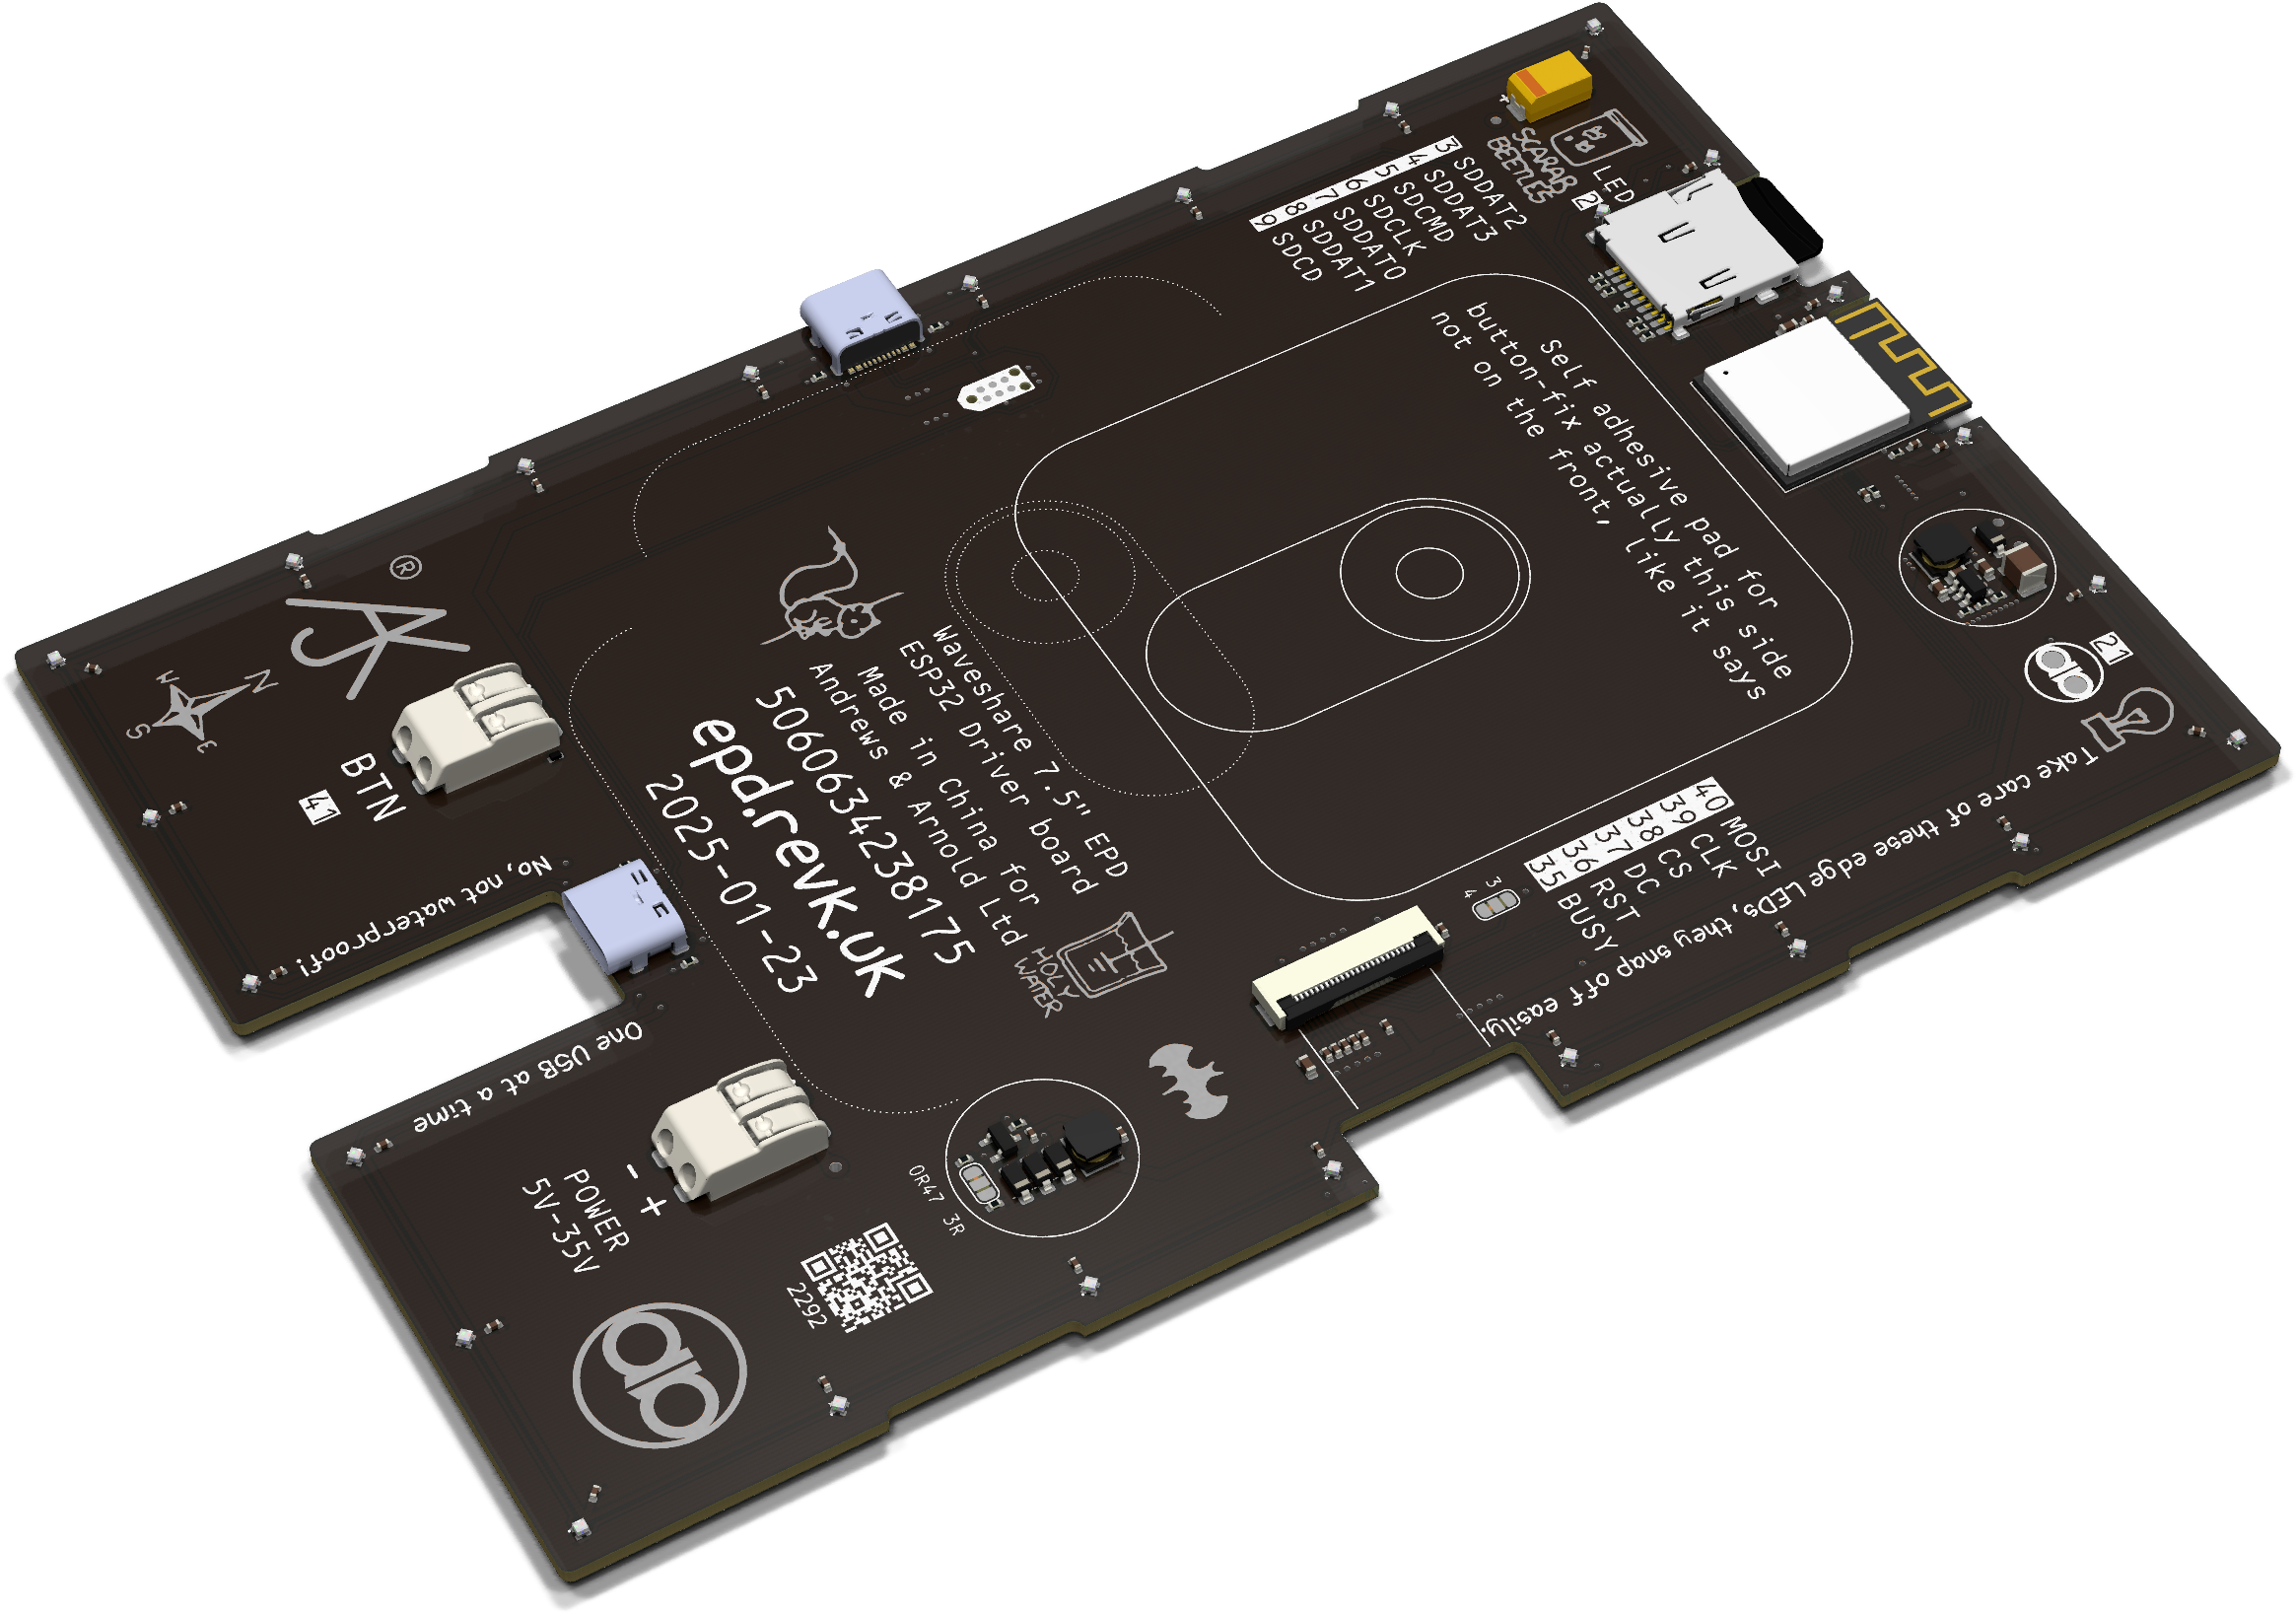 SCARAB
BEETLES
LED
2
3 SDDAT2
4 SDDAT3
5 SDCMD
6 SDCLK
7 SDDAT0
8 SDDAT1
9 SDCD
Self adhesive pad for
button-fix actually this side
not on the front, like it says
21
Take care of these edge LEDs, they snap off easily.
40 MOSI
39 CLK
38 CS
37 DC
36 RST
35 BUSY
3
4
®
AJK
N
W
E
S
BTN
41
No, not waterproof!
One USB at a time
Waveshare 7.5" EPD
ESP32 Driver board
Made in China for
Andrews & Arnold Ltd
5060634238175
epd.revk.uk
2025-01-23
HOLY
WATER
- +
POWER
5V-35V
0R47 3R
2292